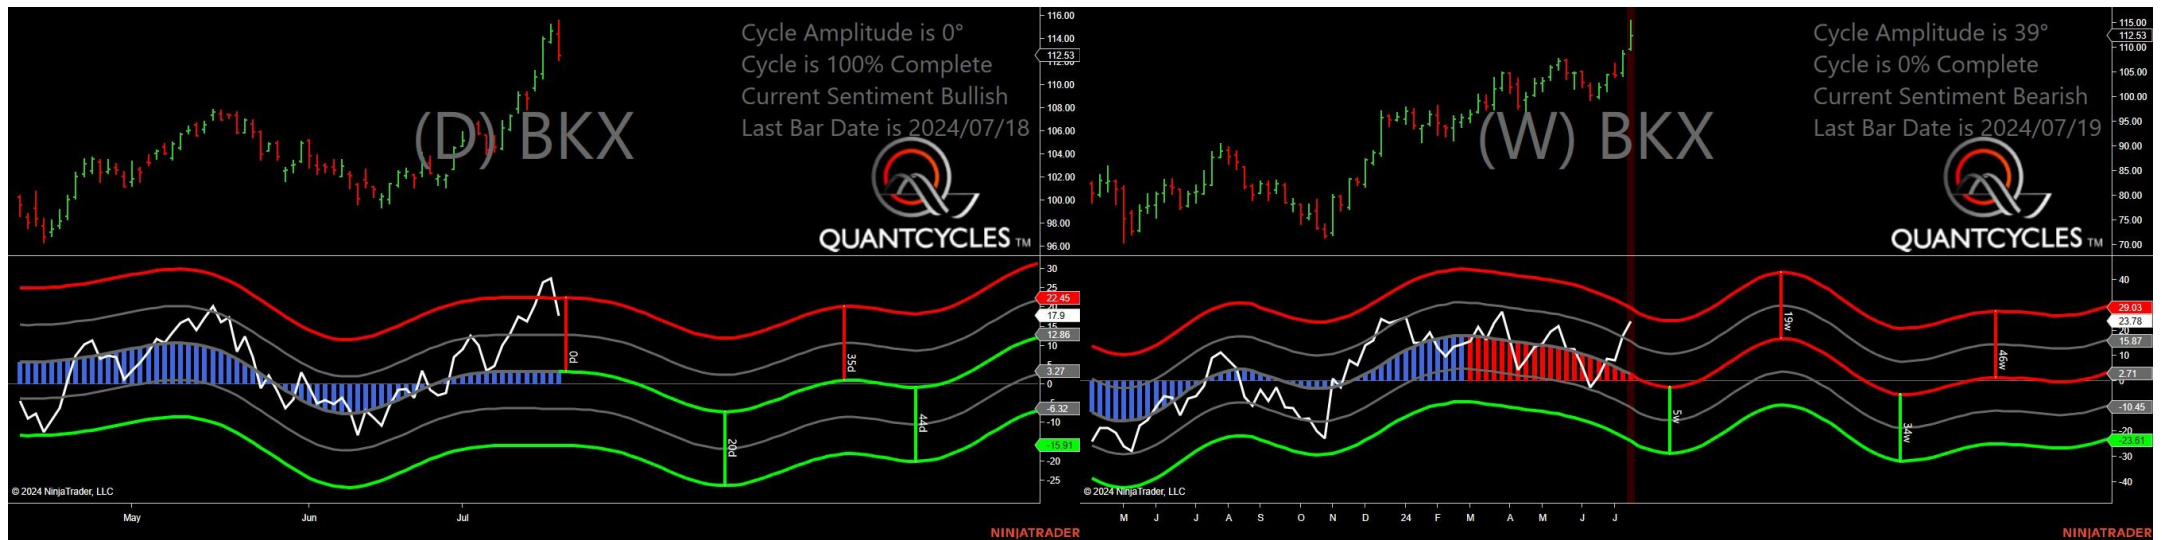 Cycle Amplitude is 0°
Cycle is 100% Complete
Current Sentiment Bullish
Last Bar Date is 2024/07/18
(D) BKX
QUANTCYCLES TM
116.00
114.00
112.53
112.00
110.00
108.00
106.00
104.00
102.00
100.00
98.00
96.00
30
25
22.45
20
17.9
15
12.86
10
3.27
0
-6.32
-10
-15.91
-20
-25
0d
20d
35d
44d
© 2024 NinjaTrader, LLC
May Jun Jul
NINJATRADER
Cycle Amplitude is 39°
Cycle is 0% Complete
Current Sentiment Bearish
Last Bar Date is 2024/07/19
(W) BKX
QUANTCYCLES TM
115.00
112.53
110.00
105.00
100.00
95.00
90.00
85.00
80.00
75.00
70.00
40
29.03
23.78
20
15.87
10
2.71
0
-10.45
-20
-23.61
-30
-40
5w
19w
34w
46w
© 2024 NinjaTrader, LLC
M J J A S O N D 24 F M A M J J
NINJATRADER